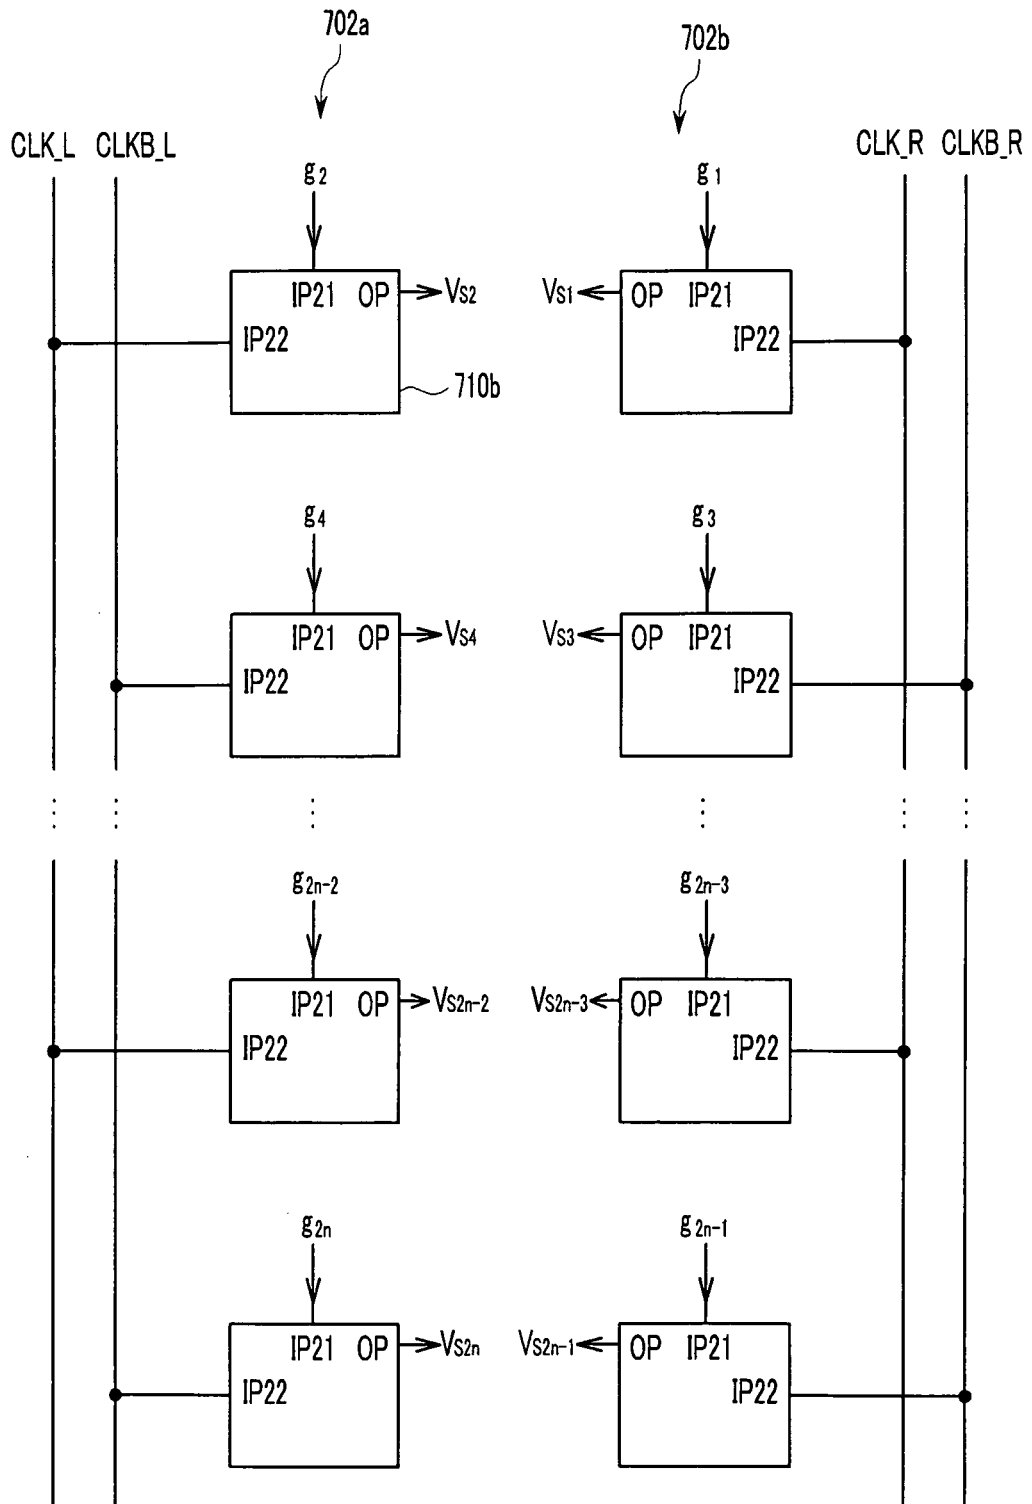 702a 702b
CLK_L CLKB_L CLK_R CLKB_R
g2 g1
IP21 OP VS2 VS1 OP IP21
IP22 IP22
710b
g4 g3
IP21 OP VS4 VS3 OP IP21
IP22 IP22
g2n-2 g2n-3
IP21 OP VS2n-2 VS2n-3 OP IP21
IP22 IP22
g2n g2n-1
IP21 OP VS2n VS2n-1 OP IP21
IP22 IP22